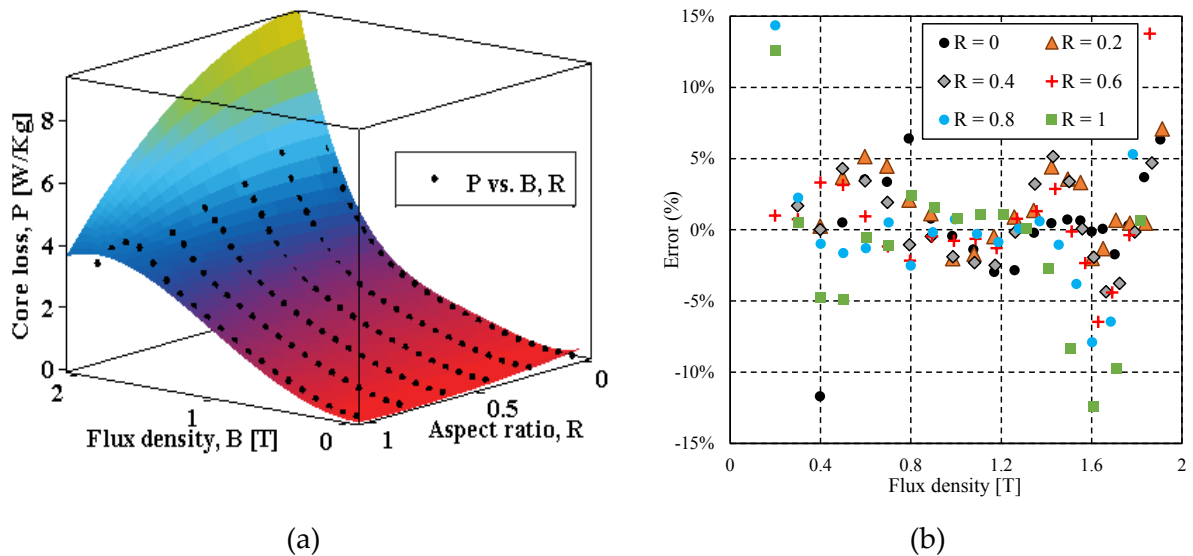 Core loss, P [W/Kg]
8
6
4
2
0
2
1
0
Flux density, B [T]
1
0.5
0
Aspect ratio, R
P vs. B, R
(a)
Error (%)
15%
10%
5%
0%
-5%
-10%
-15%
R = 0
R = 0.2
R = 0.4
R = 0.6
R = 0.8
R = 1
0
0.4
0.8
1.2
1.6
2
Flux density [T]
(b)